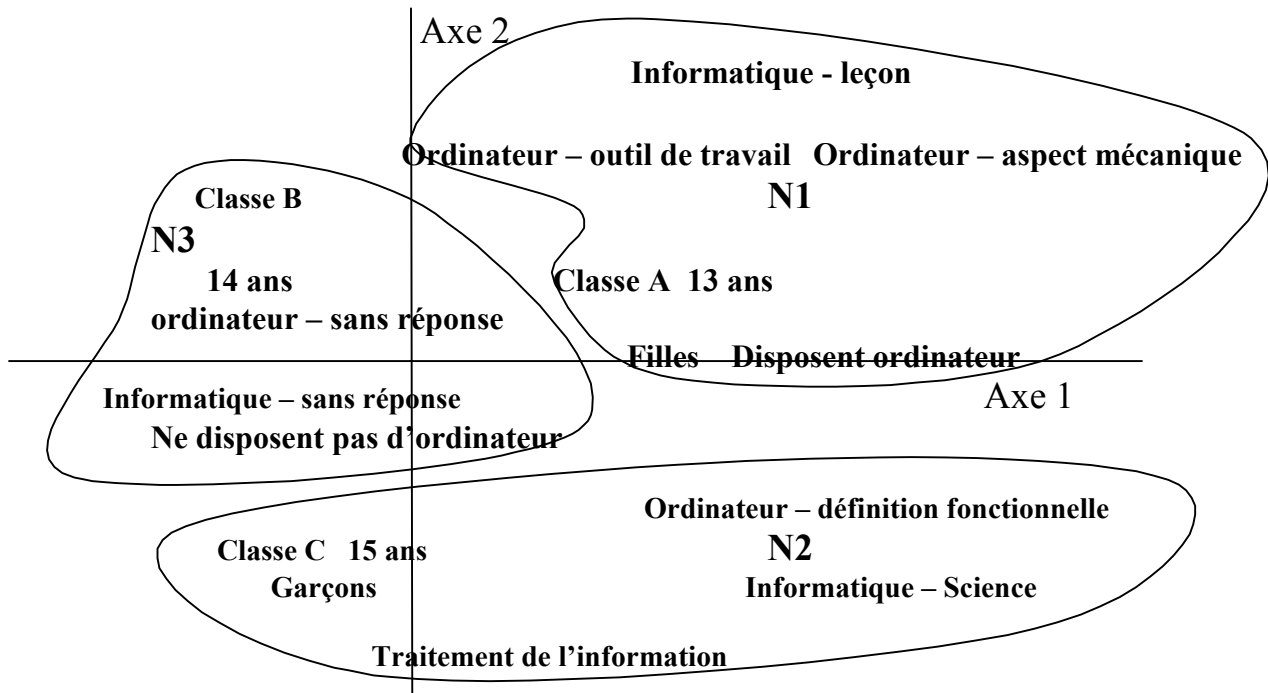 Axe 2
Informatique - leçon
Ordinateur – outil de travail Ordinateur – aspect mécanique
N1
Classe B
N3
14 ans
Classe A 13 ans
ordinateur – sans réponse
Filles Disposent ordinateur
Axe 1
Informatique – sans réponse
Ne disposent pas d’ordinateur
Ordinateur – définition fonctionnelle
N2
Classe C 15 ans
Garçons
Informatique – Science
Traitement de l’information